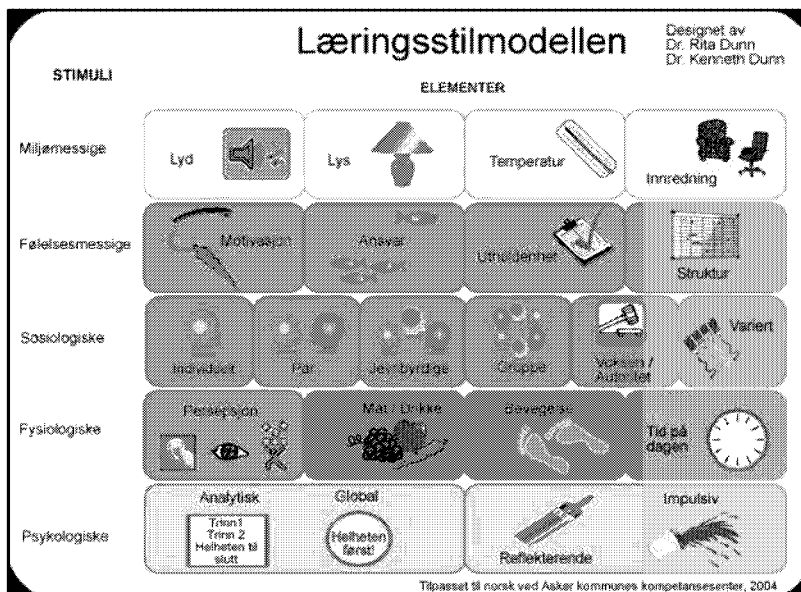 Læringsstilmodellen
Designet av
Dr. Rita Dunn
Dr. Kenneth Dunn
STIMULI
ELEMENTER
Miljømessige
Lyd
Lys
Temperatur
Innredning
Følelsesmessige
Motivasjon
Ansvar
Utholdenhet
Struktur
Sosiologiske
Individuelt
Par
Jevnbyrdige
Gruppe
Voksen /
Autoritet
Variert
Fysiologiske
Persepsjon
Mat / Drikke
Bevegelse
Tid på
dagen
Psykologiske
Analytisk
Trinn1
Trinn 2
Helheten til
slutt
Global
Helheten
først!
Reflekterende
Impulsiv
Tilpasset til norsk ved Asker kommunes kompetansesenter, 2004